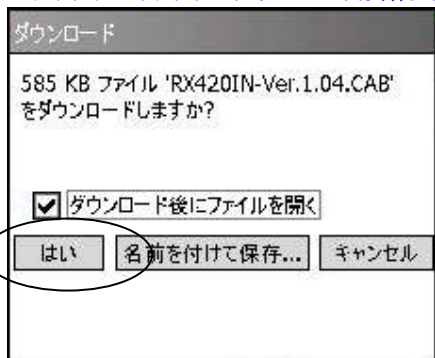 ダウンロード
585 KB ファイル 'RX420IN-Ver.1.04.CAB'
をダウンロードしますか?
ダウンロード後にファイルを開く
はい 名前を付けて保存... キャンセル